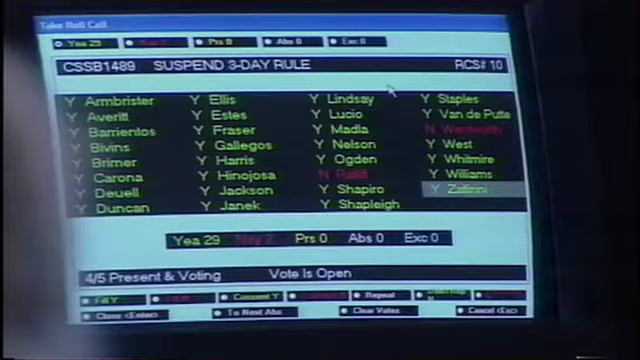 Take Roll Call
Yea 29 Nay 2 Prs 0 Abs 0 Exc 0
CSSB1489 SUSPEND 3-DAY RULE RCS# 10
Y Armbrister Y Ellis Y Lindsay Y Staples
Y Averitt Y Estes Y Lucio Y Van de Putte
Y Barrientos Y Fraser Y Madla N Wentworth
Y Bivins Y Gallegos Y Nelson Y West
Y Brimer Y Harris Y Ogden Y Whitmire
Y Carona Y Hinojosa N Ratliff Y Williams
Y Deuell Y Jackson Y Shapiro Y Zaffirini
Y Duncan Y Janek Y Shapleigh
Yea 29 Nay 2 Prs 0 Abs 0 Exc 0
4/5 Present & Voting Vote Is Open
Fill Y Consent Y Repeat
Close <Enter> To Next Abs Clear Votes Cancel <Esc>